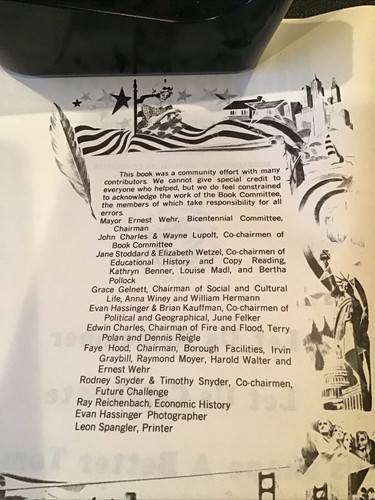 This book was a community effort with many
contributors. We cannot give special credit to
everyone who helped, but we do feel constrained
to acknowledge the work of the Book Committee,
the members of which take responsibility for all
errors.
Mayor Ernest Wehr, Bicentennial Committee,
Chairman
John Charles & Wayne Lupolt, Co-chairmen of
Book Committee
Jane Stoddard & Elizabeth Wetzel, Co-chairmen of
Educational History and Copy Reading,
Kathryn Benner, Louise Madl, and Bertha
Pollock
Grace Gelnett, Chairman of Social and Cultural
Life, Anna Winey and William Hermann
Evan Hassinger & Brian Kauffman, Co-chairmen of
Political and Geographical, June Felker
Edwin Charles, Chairman of Fire and Flood, Terry
Polan and Dennis Reigle
Faye Hood, Chairman, Borough Facilities, Irvin
Graybill, Raymond Moyer, Harold Walter and
Ernest Wehr
Rodney Snyder & Timothy Snyder, Co-chairmen,
Future Challenge
Ray Reichenbach, Economic History
Evan Hassinger Photographer
Leon Spangler, Printer